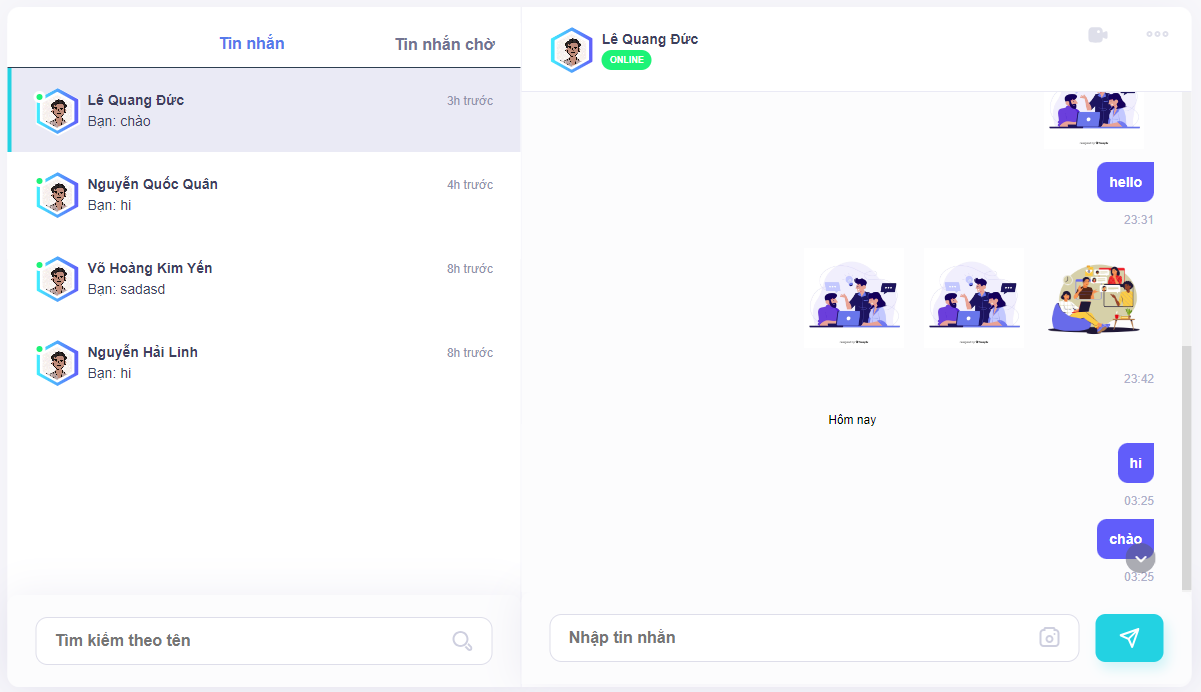 Tin nhắn
Tin nhắn chờ
Lê Quang Đức
3h trước
Bạn: chào
Nguyễn Quốc Quân
4h trước
Bạn: hi
Võ Hoàng Kim Yến
8h trước
Bạn: sadasd
Nguyễn Hải Linh
8h trước
Bạn: hi
Tìm kiếm theo tên
Lê Quang Đức
ONLINE
hello
23:31
23:42
Hôm nay
hi
03:25
chào
03:25
Nhập tin nhắn